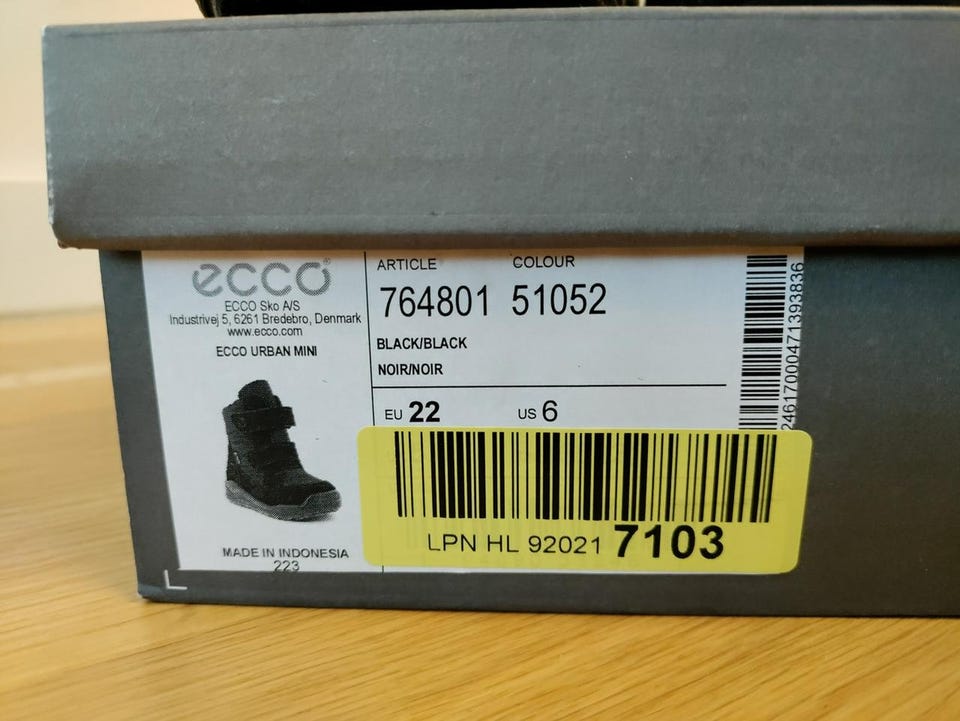 ecco®
ECCO Sko A/S
Industrivej 5, 6261 Bredebro, Denmark
www.ecco.com
ECCO URBAN MINI
MADE IN INDONESIA
223
ARTICLE COLOUR
764801 51052
BLACK/BLACK
NOIR/NOIR
EU 22 US 6
LPN HL 92021 7103